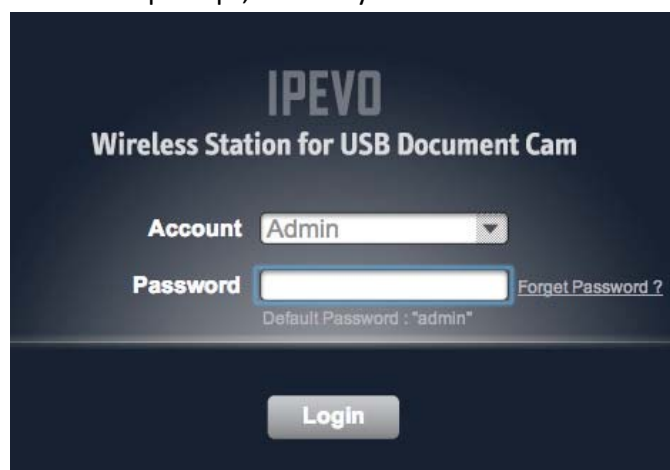 IPEVO
Wireless Station for USB Document Cam
Account Admin
Password Forget Password ?
Default Password : "admin"
Login